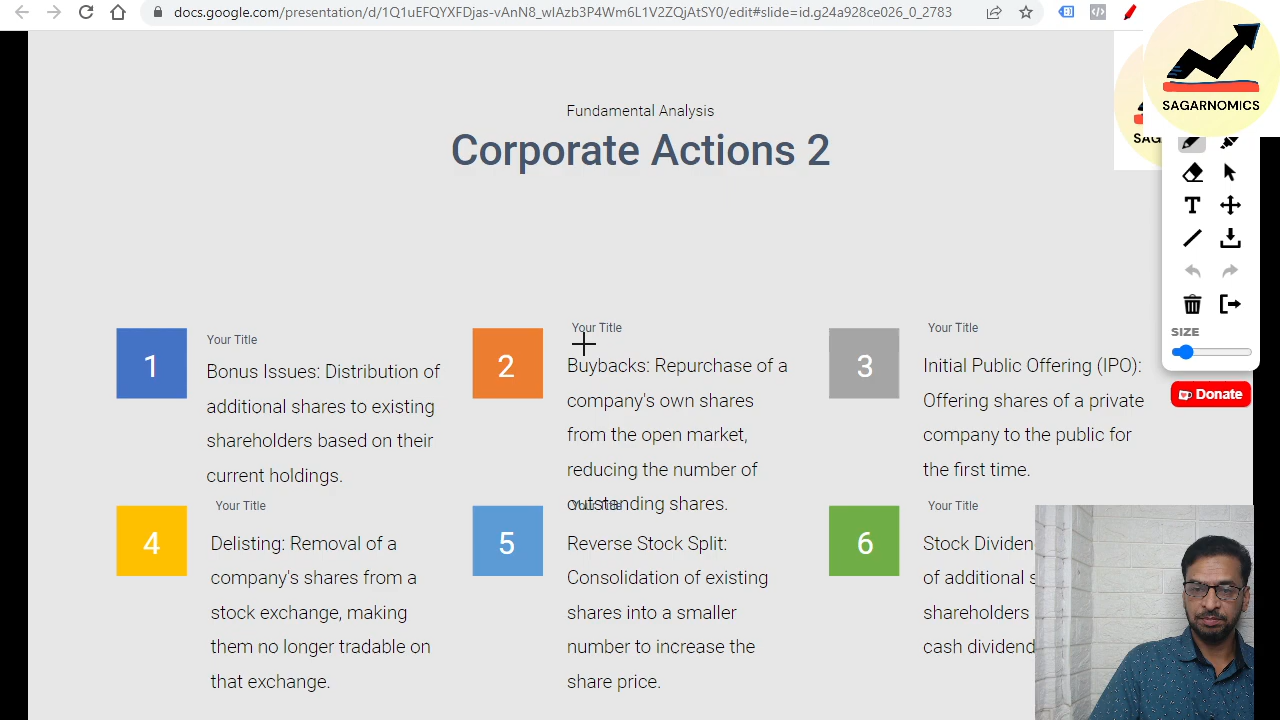 docs.google.com/presentation/d/1Q1uEFQYXFDjas-vAnN8_wIAzb3P4Wm6L1V2ZQjAtSY0/edit#slide=id.g24a928ce026_0_2783
SAGARNOMICS
SAG
Fundamental Analysis
Corporate Actions 2
T
SIZE
Donate
1
Your Title
Bonus Issues: Distribution of
additional shares to existing
shareholders based on their
current holdings.
2
Your Title
Buybacks: Repurchase of a
company's own shares
from the open market,
reducing the number of
outstanding shares.
3
Your Title
Initial Public Offering (IPO):
Offering shares of a private
company to the public for
the first time.
4
Your Title
Delisting: Removal of a
company's shares from a
stock exchange, making
them no longer tradable on
that exchange.
5
Your Title
Reverse Stock Split:
Consolidation of existing
shares into a smaller
number to increase the
share price.
6
Your Title
Stock Dividen
of additional s
shareholders
cash dividend